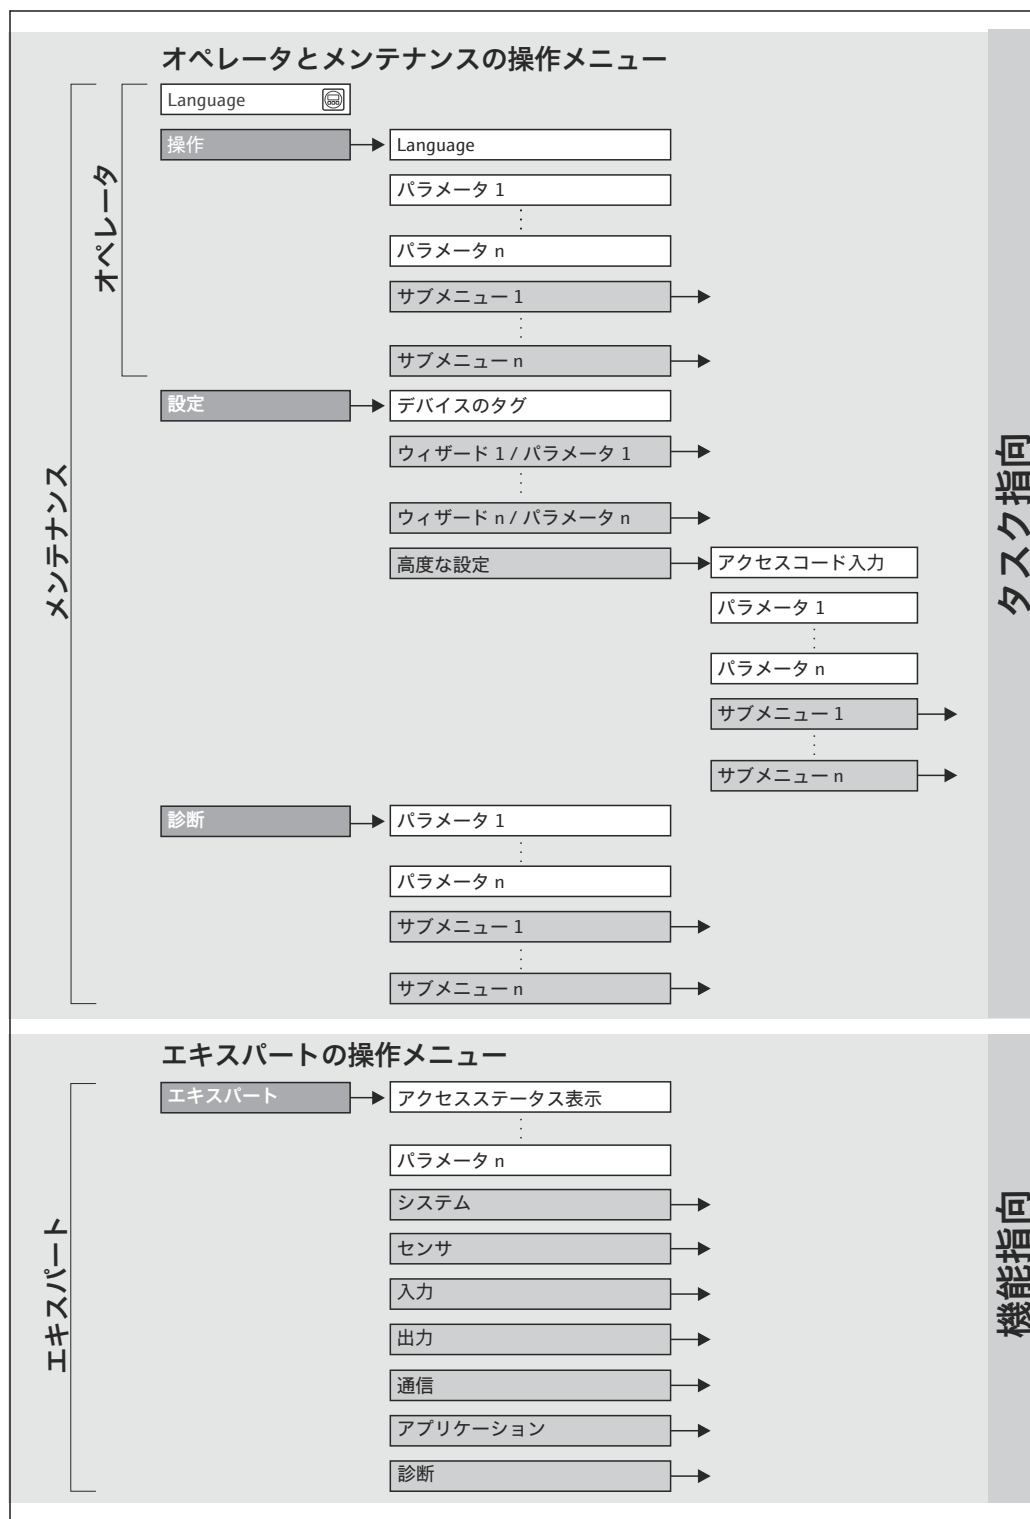 オペレータとメンテナンスの操作メニュー
Language
操作
Language
パラメータ 1
パラメータ n
サブメニュー 1
サブメニュー n
オペレータ
設定
デバイスのタグ
ウィザード 1 / パラメータ 1
ウィザード n / パラメータ n
高度な設定
アクセスコード入力
パラメータ 1
パラメータ n
サブメニュー 1
サブメニュー n
メンテナンス
タスク指向
診断
パラメータ 1
パラメータ n
サブメニュー 1
サブメニュー n
エキスパートの操作メニュー
エキスパート
アクセスステータス表示
パラメータ n
システム
センサ
入力
出力
通信
アプリケーション
診断
エキスパート
機能指向